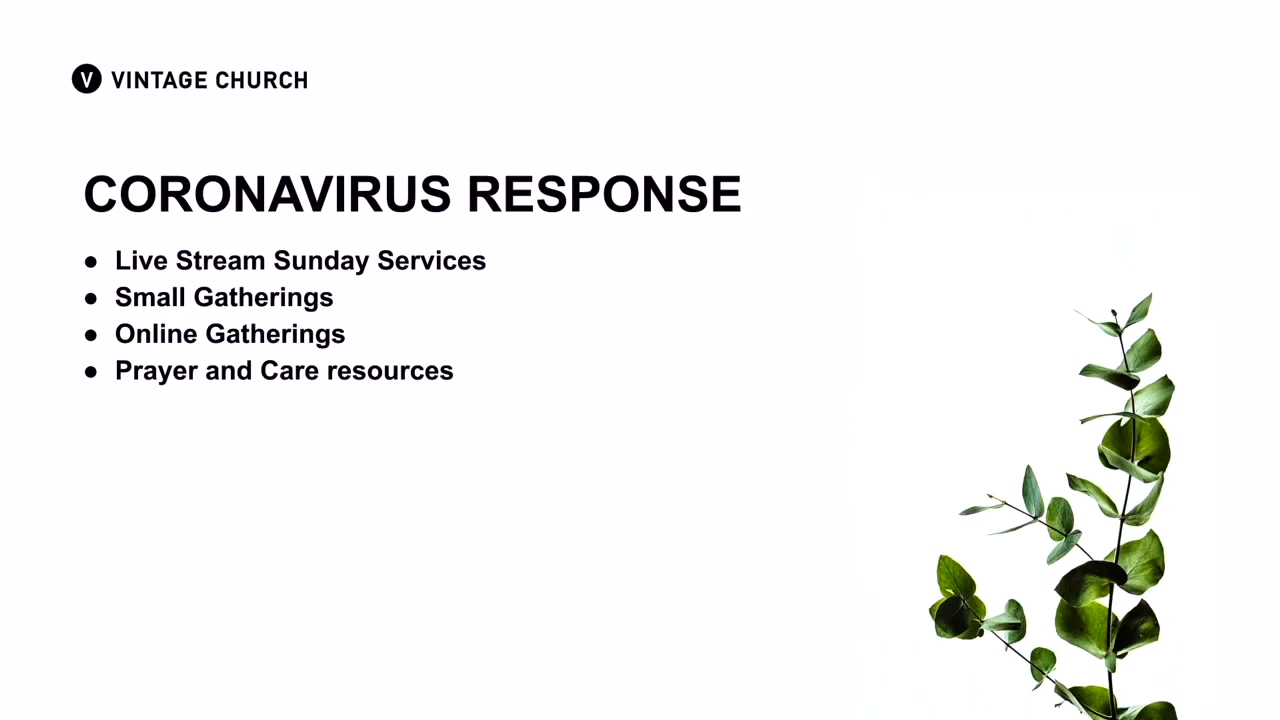 V VINTAGE CHURCH
CORONAVIRUS RESPONSE
● Live Stream Sunday Services
● Small Gatherings
● Online Gatherings
● Prayer and Care resources